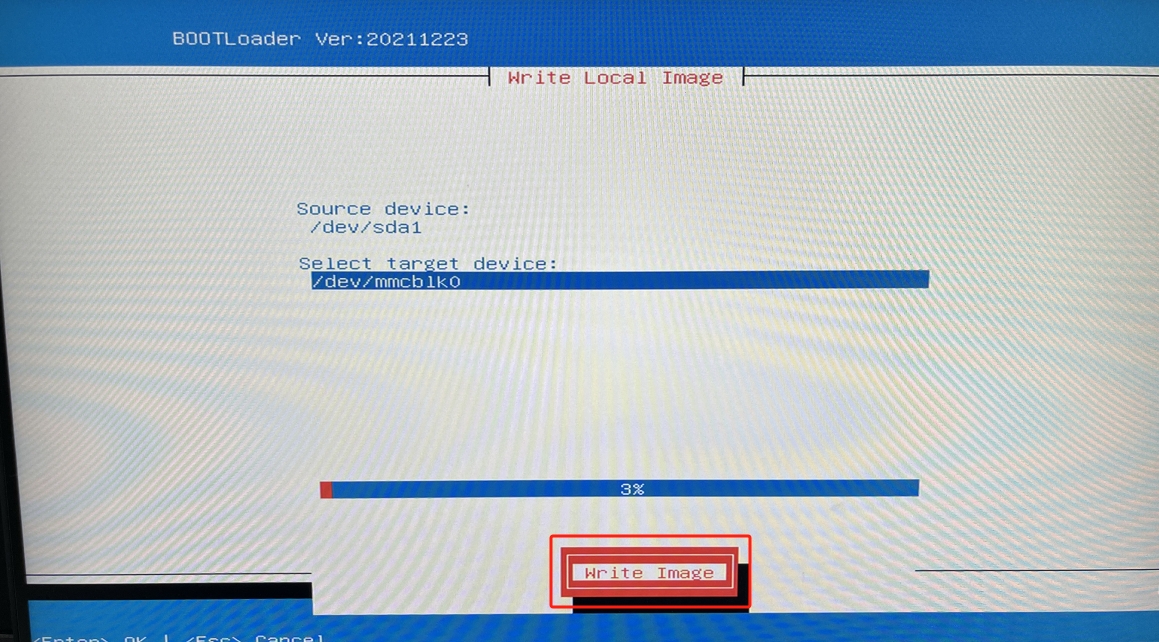 BOOTLoader Ver:20211223
Write Local Image
Source device:
/dev/sda1
Select target device:
/dev/mmcblk0
3%
Write Image
<Enter> OK | <Esc> Cancel